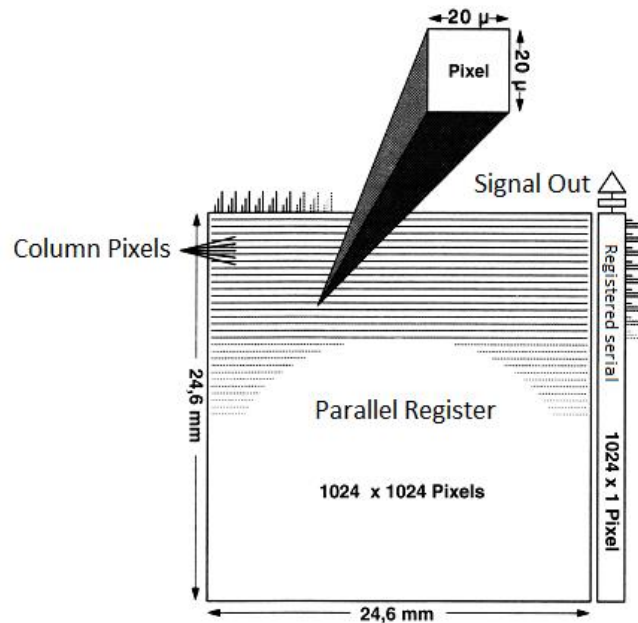 20 µ
Pixel
20 µ
Signal Out
Column Pixels
Registered serial
24,6 mm
Parallel Register
1024 x 1024 Pixels
1024 x 1 Pixel
24,6 mm